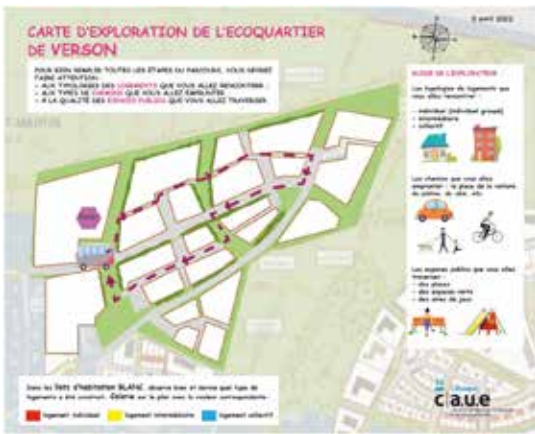 5 avril 2022
CARTE D'EXPLORATION DE L'ECOQUARTIER
DE VERSON
POUR BIEN REMPLIR TOUTES LES ÉTAPES DU PARCOURS, VOUS DEVREZ
FAIRE ATTENTION :
- AUX TYPOLOGIES DES LOGEMENTS QUE VOUS ALLEZ RENCONTRER ;
- AUX TYPES DE CHEMINS QUE VOUS ALLEZ EMPRUNTER
- A LA QUALITÉ DES ESPACES PUBLICS QUE VOUS ALLEZ TRAVERSER.
GUIDE DE L'EXPLORATEUR
Les typologies de logements que
vous allez rencontrer :
- individuel (individuel groupé)
- intermédiaire
- collectif
Les chemins que vous allez
emprunter : la place de la voiture
du piéton, du vélo, etc.
Les espaces publics que vous allez
traverser :
- des places
- des espaces verts
- des aires de jeux
Dans les îlots d'habitation BLANC, observe bien et devine quel type de
logements a été construit. Colorie sur le plan avec la couleur correspondante.
logement individuel
logement intermédiaire
logement collectif
c|a.u.e